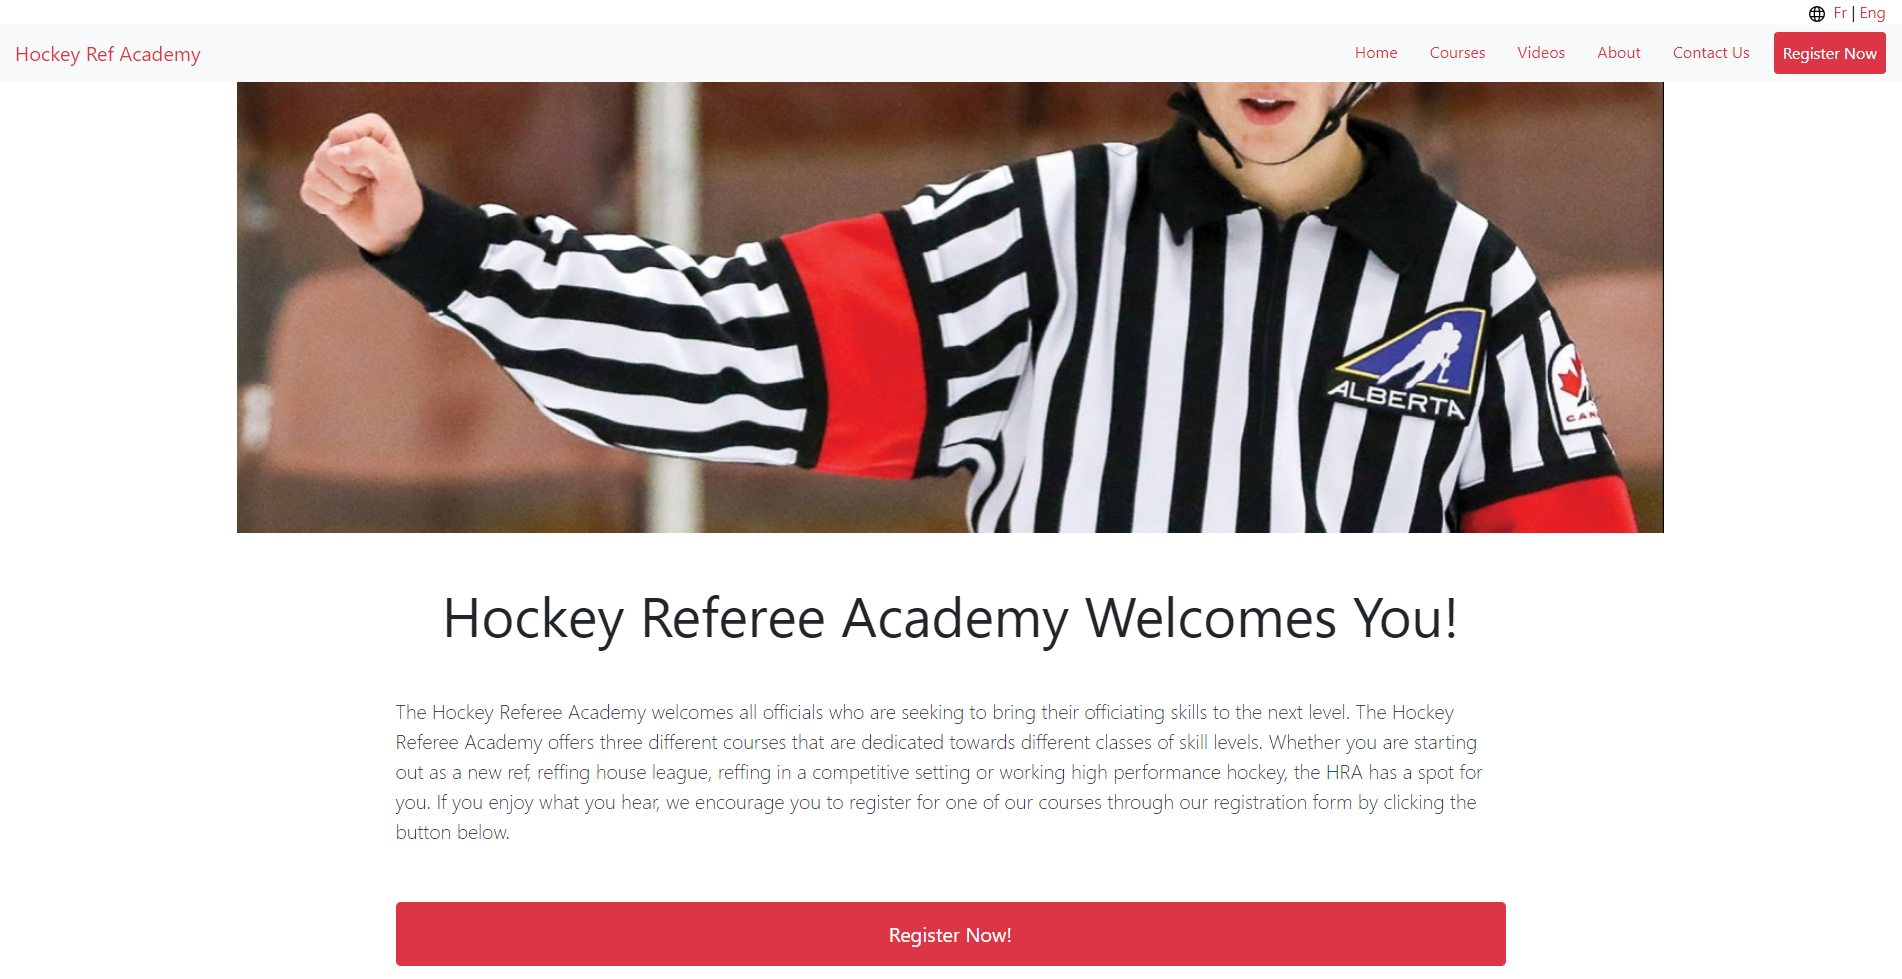 Fr | Eng
Hockey Ref Academy
Home Courses Videos About Contact Us Register Now
ALBERTA
Hockey Referee Academy Welcomes You!
The Hockey Referee Academy welcomes all officials who are seeking to bring their officiating skills to the next level. The Hockey
Referee Academy offers three different courses that are dedicated towards different classes of skill levels. Whether you are starting
out as a new ref, reffing house league, reffing in a competitive setting or working high performance hockey, the HRA has a spot for
you. If you enjoy what you hear, we encourage you to register for one of our courses through our registration form by clicking the
button below.
Register Now!